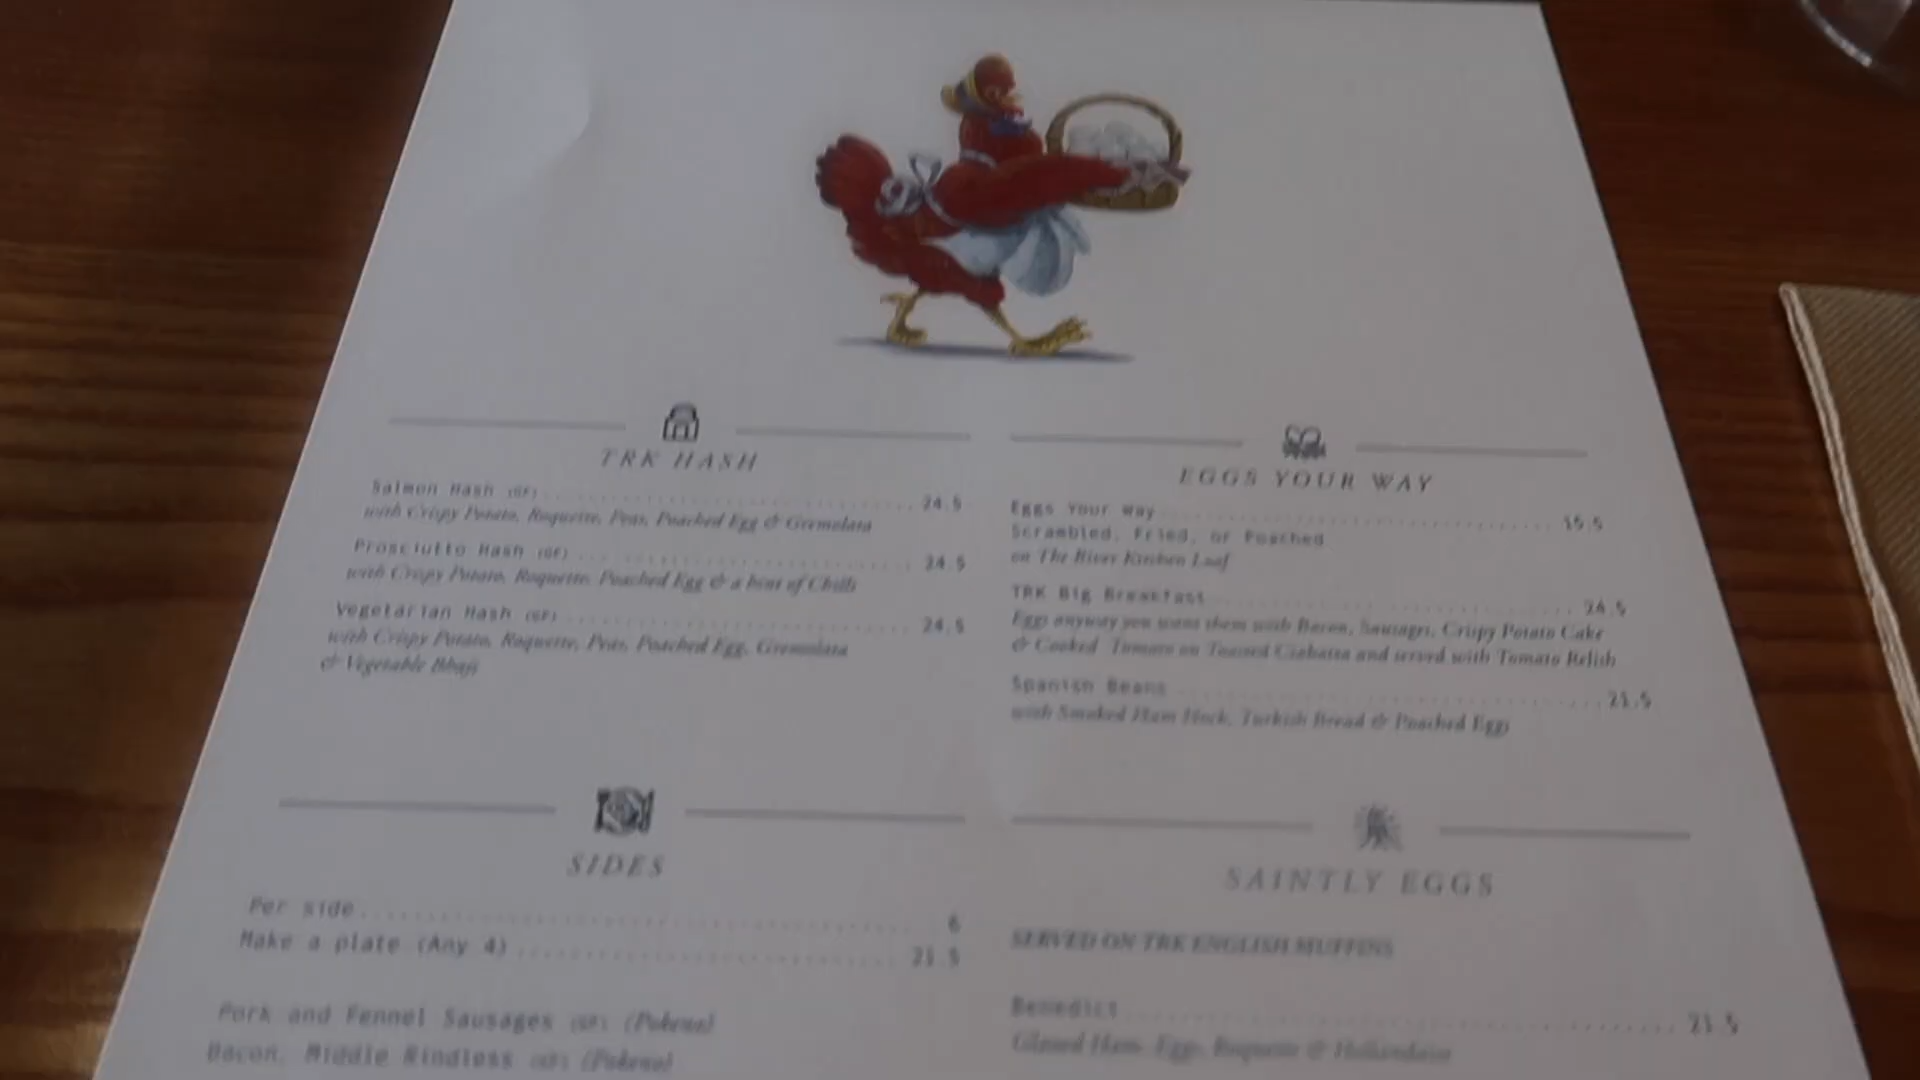 TRK HASH
Salmon Hash (GF) 24.5
with Crispy Potato, Roquette, Peas, Poached Egg & Gremolata
Prosciutto Hash (GF) 24.5
with Crispy Potato, Roquette, Poached Egg & a hint of Chilli
Vegetarian Hash (GF) 24.5
with Crispy Potato, Roquette, Peas, Poached Egg, Gremolata
& Vegetable Bhaji
EGGS YOUR WAY
Eggs Your Way 15.5
Scrambled, Fried, or Poached
on The River Kitchen Loaf
TRK Big Breakfast 24.5
Eggs anyway you want them with Bacon, Sausages, Crispy Potato Cake
& Cooked Tomato on Toasted Ciabatta and served with Tomato Relish
Spanish Beans 21.5
with Smoked Ham Hock, Turkish Bread & Poached Eggs
SIDES
Per side 6
Make a plate (Any 4) 21.5
Pork and Fennel Sausages (GF) (Pokeno)
Bacon, Middle Rindless (GF) (Pokeno)
SAINTLY EGGS
SERVED ON TRK ENGLISH MUFFINS
Benedict 21.5
Glazed Ham, Eggs, Roquette & Hollandaise